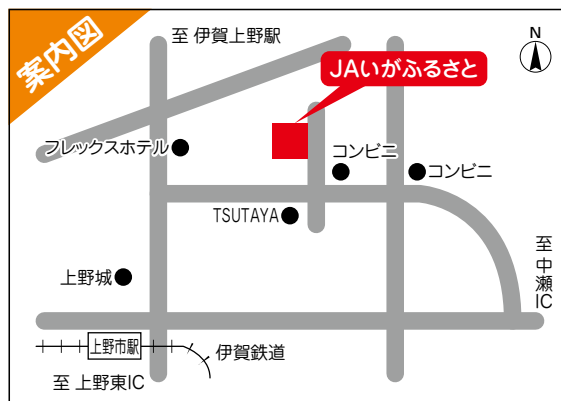 案内図
至 伊賀上野駅
N
JAいがふるさと
フレックスホテル
コンビニ
コンビニ
TSUTAYA
上野城
至 中瀬IC
上野市駅
伊賀鉄道
至 上野東IC